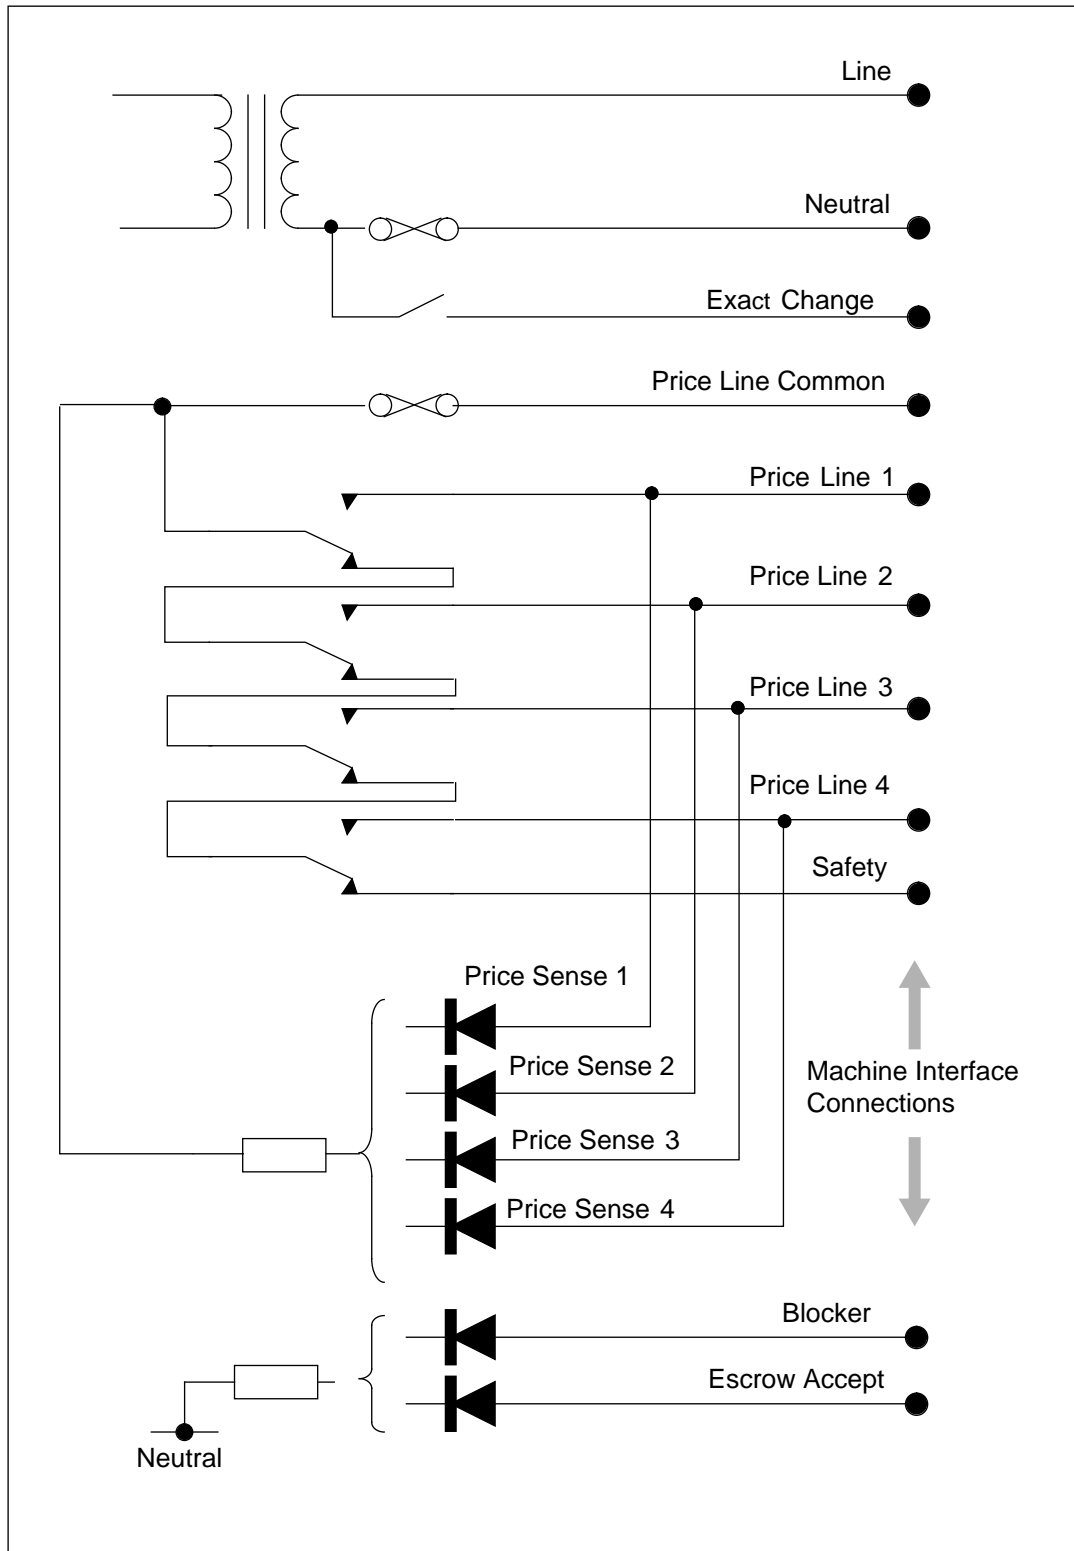 Line
Neutral
Exact Change
Price Line Common
Price Line 1
Price Line 2
Price Line 3
Price Line 4
Safety
Price Sense 1
Price Sense 2
Machine Interface
Connections
Price Sense 3
Price Sense 4
Blocker
Escrow Accept
Neutral